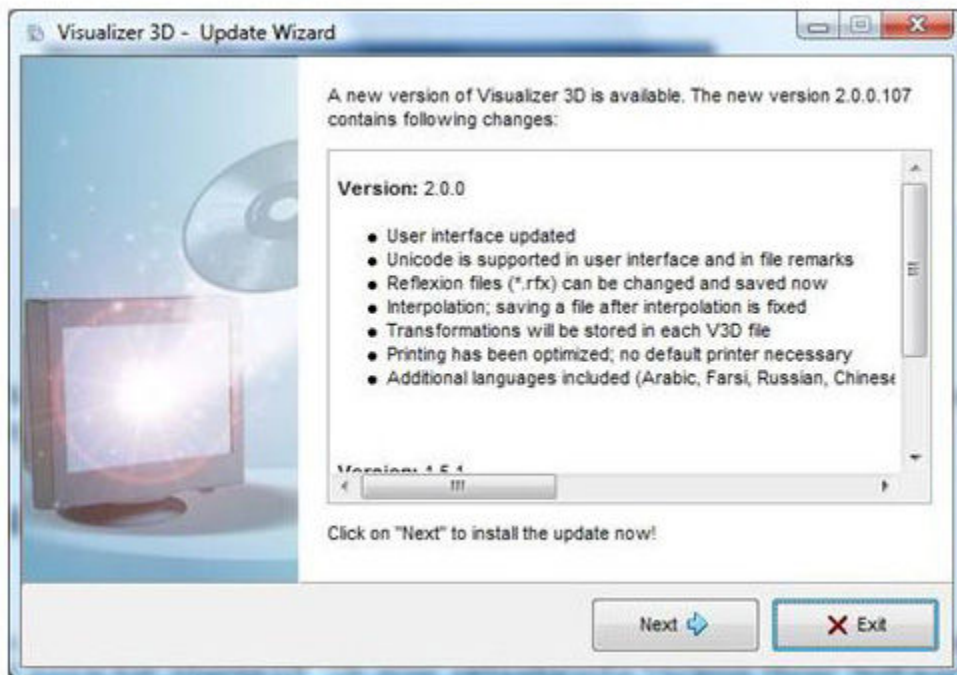 Visualizer 3D - Update Wizard
A new version of Visualizer 3D is available. The new version 2.0.0.107
contains following changes:
Version: 2.0.0
● User interface updated
● Unicode is supported in user interface and in file remarks
● Reflexion files (*.rfx) can be changed and saved now
● Interpolation; saving a file after interpolation is fixed
● Transformations will be stored in each V3D file
● Printing has been optimized; no default printer necessary
● Additional languages included (Arabic, Farsi, Russian, Chinese
Version: 1.5.1
Click on "Next" to install the update now!
Next
Exit